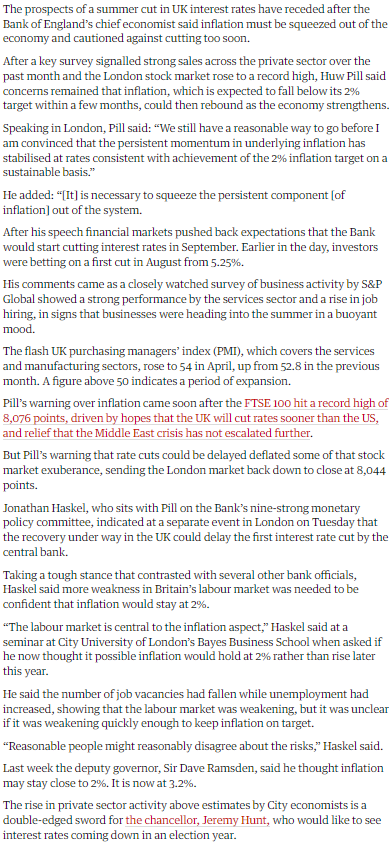 The prospects of a summer cut in UK interest rates have receded after the
Bank of England's chief economist said inflation must be squeezed out of the
economy and cautioned against cutting too soon.
After a key survey signalled strong sales across the private sector over the
past month and the London stock market rose to a record high, Huw Pill said
concerns remained that inflation, which is expected to fall below its 2%
target within a few months, could then rebound as the economy strengthens.
Speaking in London, Pill said: “We still have a reasonable way to go before I
am convinced that the persistent momentum in underlying inflation has
stabilised at rates consistent with achievement of the 2% inflation target on a
sustainable basis.”
He added: “[It] is necessary to squeeze the persistent component [of
inflation] out of the system.
After his speech financial markets pushed back expectations that the Bank
would start cutting interest rates in September. Earlier in the day, investors
were betting on a first cut in August from 5.25%.
His comments came as a closely watched survey of business activity by S&P
Global showed a strong performance by the services sector and a rise in job
hiring, in signs that businesses were heading into the summer in a buoyant
mood.
The flash UK purchasing managers' index (PMI), which covers the services
and manufacturing sectors, rose to 54 in April, up from 52.8 in the previous
month. A figure above 50 indicates a period of expansion.
Pill's warning over inflation came soon after the FTSE 100 hit a record high of
8,076 points, driven by hopes that the UK will cut rates sooner than the US,
and relief that the Middle East crisis has not escalated further.
But Pill's warning that rate cuts could be delayed deflated some of that stock
market exuberance, sending the London market back down to close at 8,044
points.
Jonathan Haskel, who sits with Pill on the Bank's nine-strong monetary
policy committee, indicated at a separate event in London on Tuesday that
the recovery under way in the UK could delay the first interest rate cut by the
central bank.
Taking a tough stance that contrasted with several other bank officials,
Haskel said more weakness in Britain's labour market was needed to be
confident that inflation would stay at 2%.
“The labour market is central to the inflation aspect,” Haskel said at a
seminar at City University of London's Bayes Business School when asked if
he now thought it possible inflation would hold at 2% rather than rise later
this year.
He said the number of job vacancies had fallen while unemployment had
increased, showing that the labour market was weakening, but it was unclear
if it was weakening quickly enough to keep inflation on target.
“Reasonable people might reasonably disagree about the risks,” Haskel said.
Last week the deputy governor, Sir Dave Ramsden, said he thought inflation
may stay close to 2%. It is now at 3.2%.
The rise in private sector activity above estimates by City economists is a
double-edged sword for the chancellor, Jeremy Hunt, who would like to see
interest rates coming down in an election year.